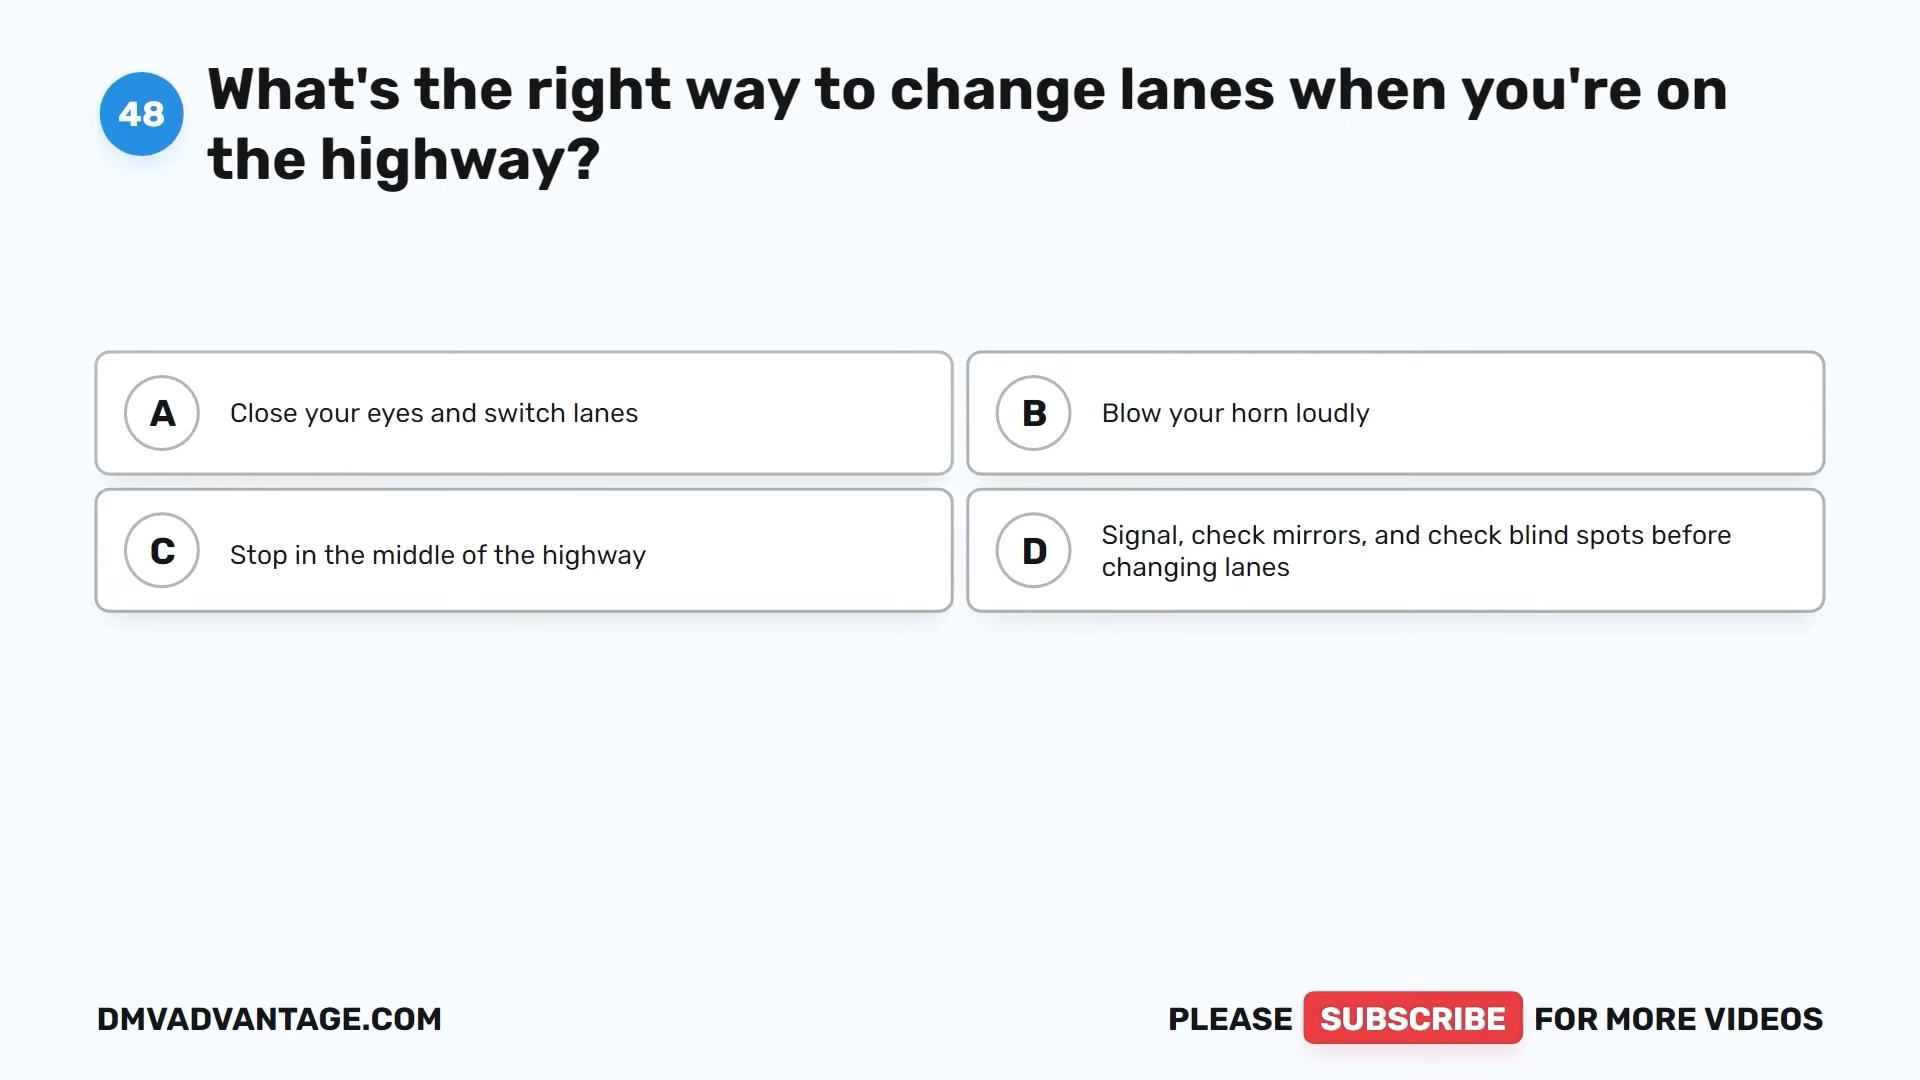 48
What's the right way to change lanes when you're on
the highway?
A
Close your eyes and switch lanes
B
Blow your horn loudly
C
Stop in the middle of the highway
D
Signal, check mirrors, and check blind spots before
changing lanes
DMVADVANTAGE.COM
PLEASE SUBSCRIBE FOR MORE VIDEOS